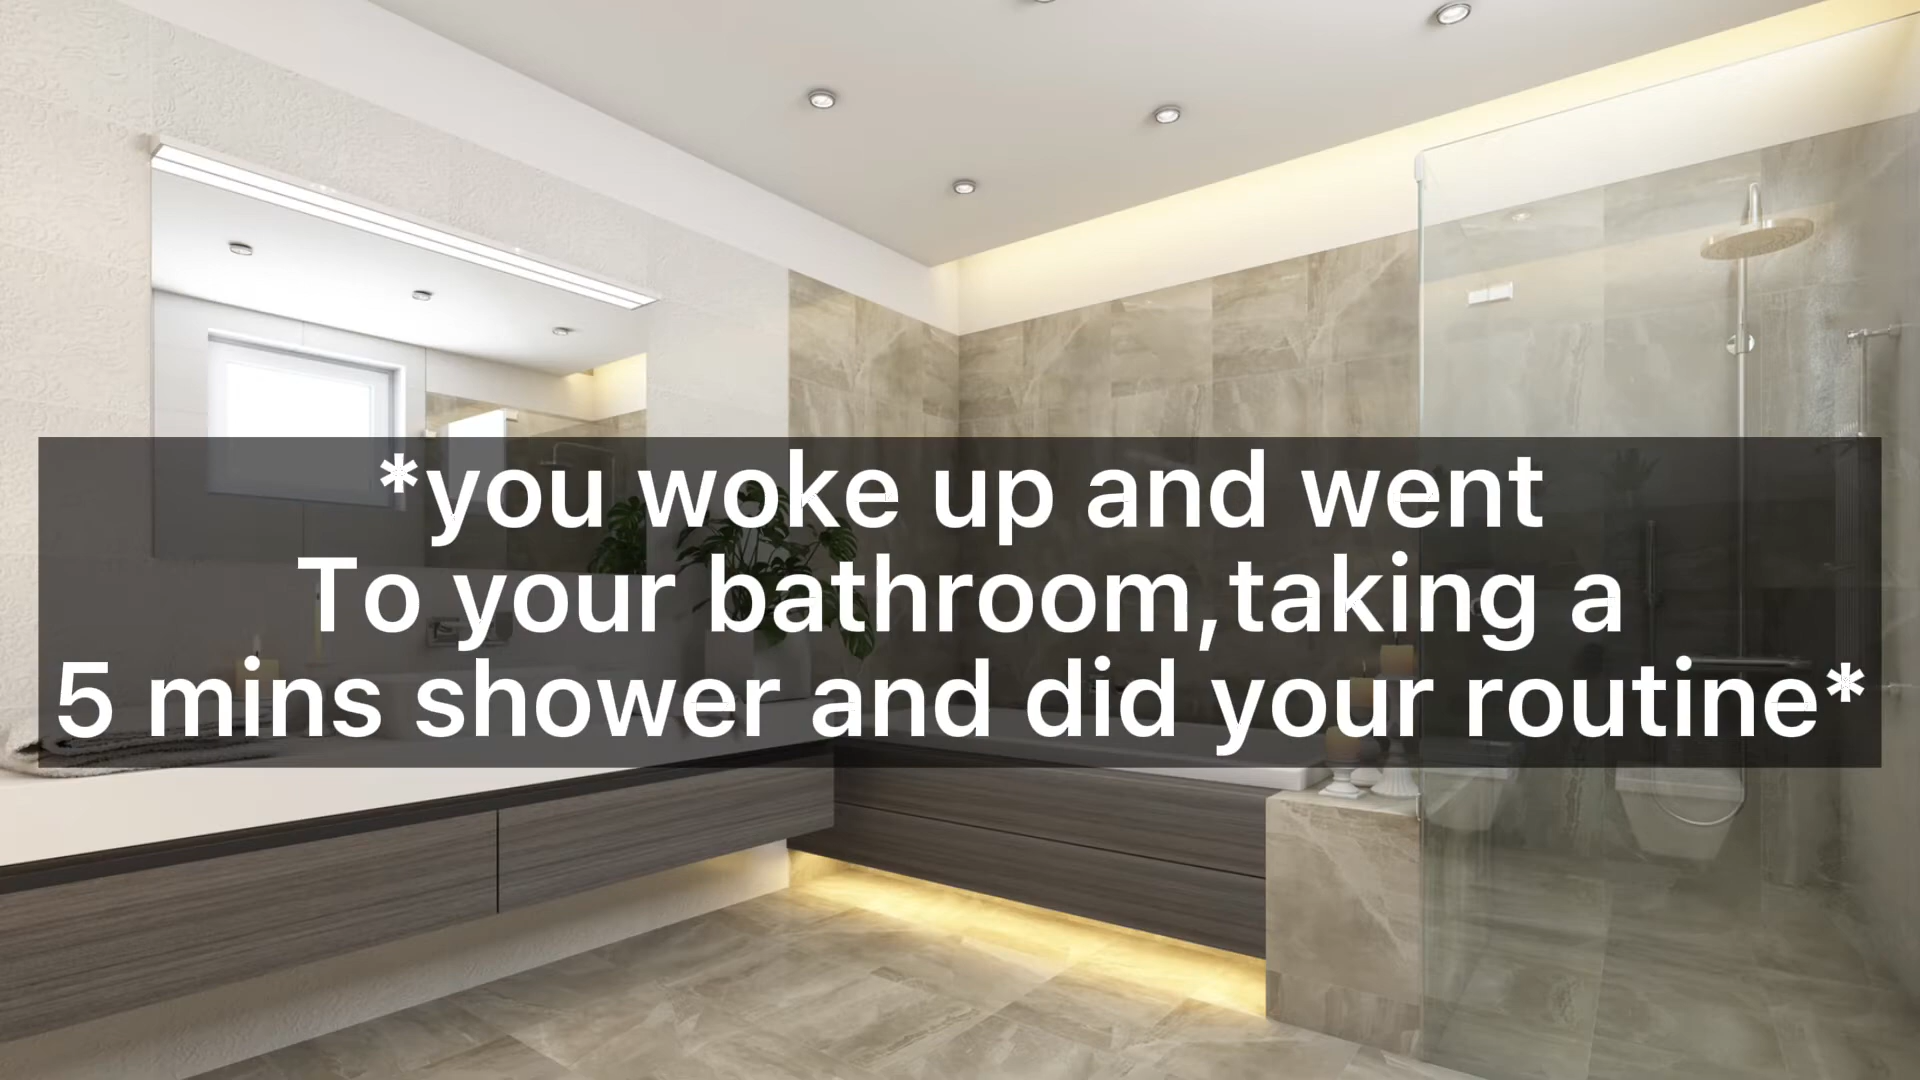 *you woke up and went
To your bathroom,taking a
5 mins shower and did your routine*